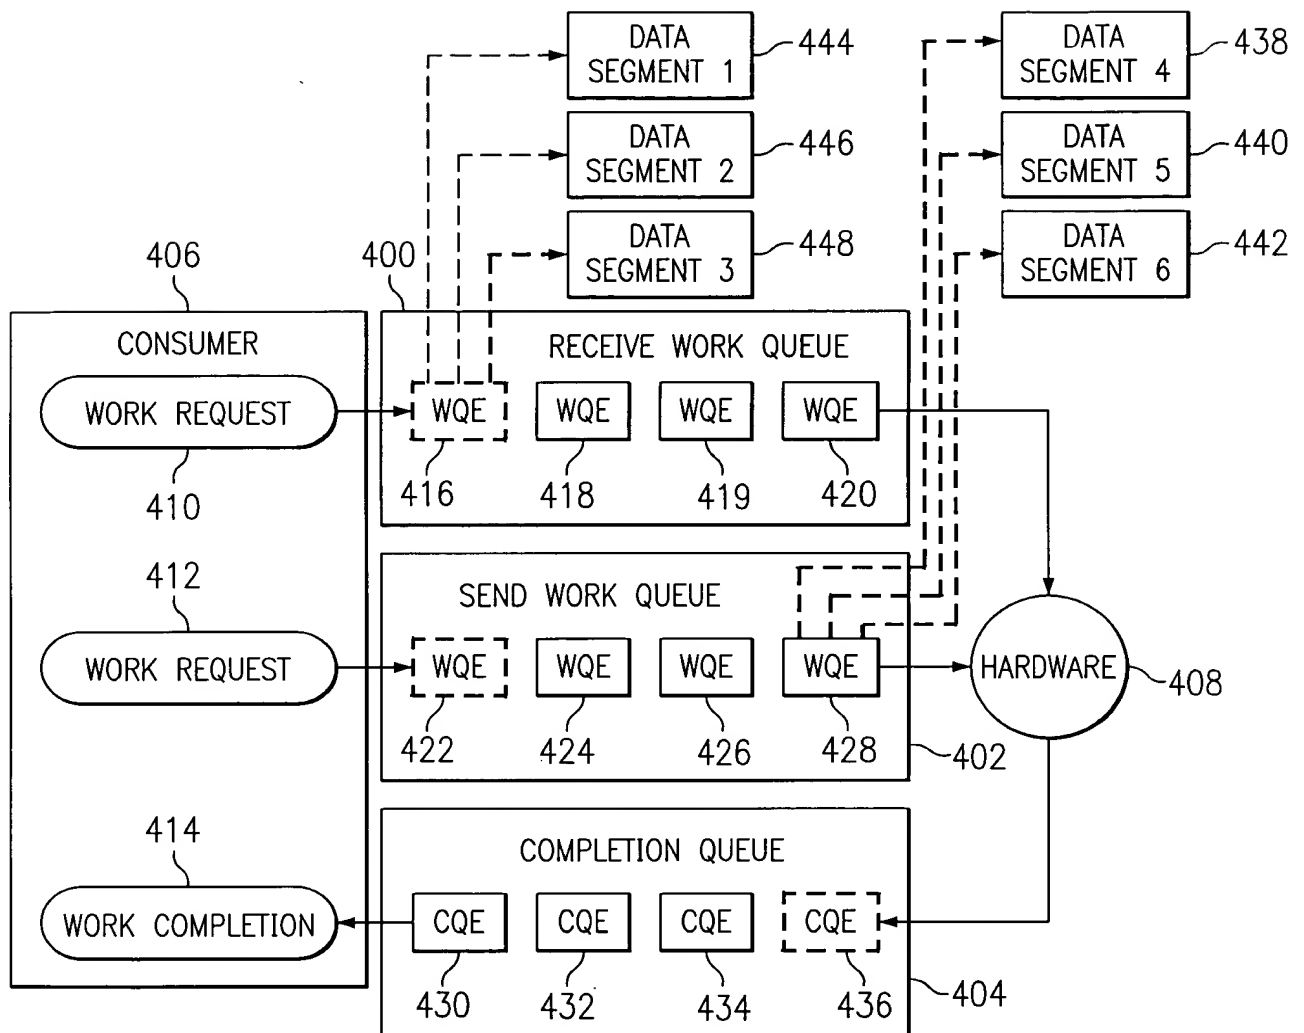 DATA
SEGMENT 1
444
DATA
SEGMENT 4
438
DATA
SEGMENT 2
446
DATA
SEGMENT 5
440
DATA
SEGMENT 3
448
DATA
SEGMENT 6
442
406
400
CONSUMER
RECEIVE WORK QUEUE
WORK REQUEST
WQE
WQE
WQE
WQE
410
416
418
419
420
412
SEND WORK QUEUE
WORK REQUEST
WQE
WQE
WQE
WQE
HARDWARE
408
422
424
426
428
402
414
COMPLETION QUEUE
WORK COMPLETION
CQE
CQE
CQE
CQE
430
432
434
436
404